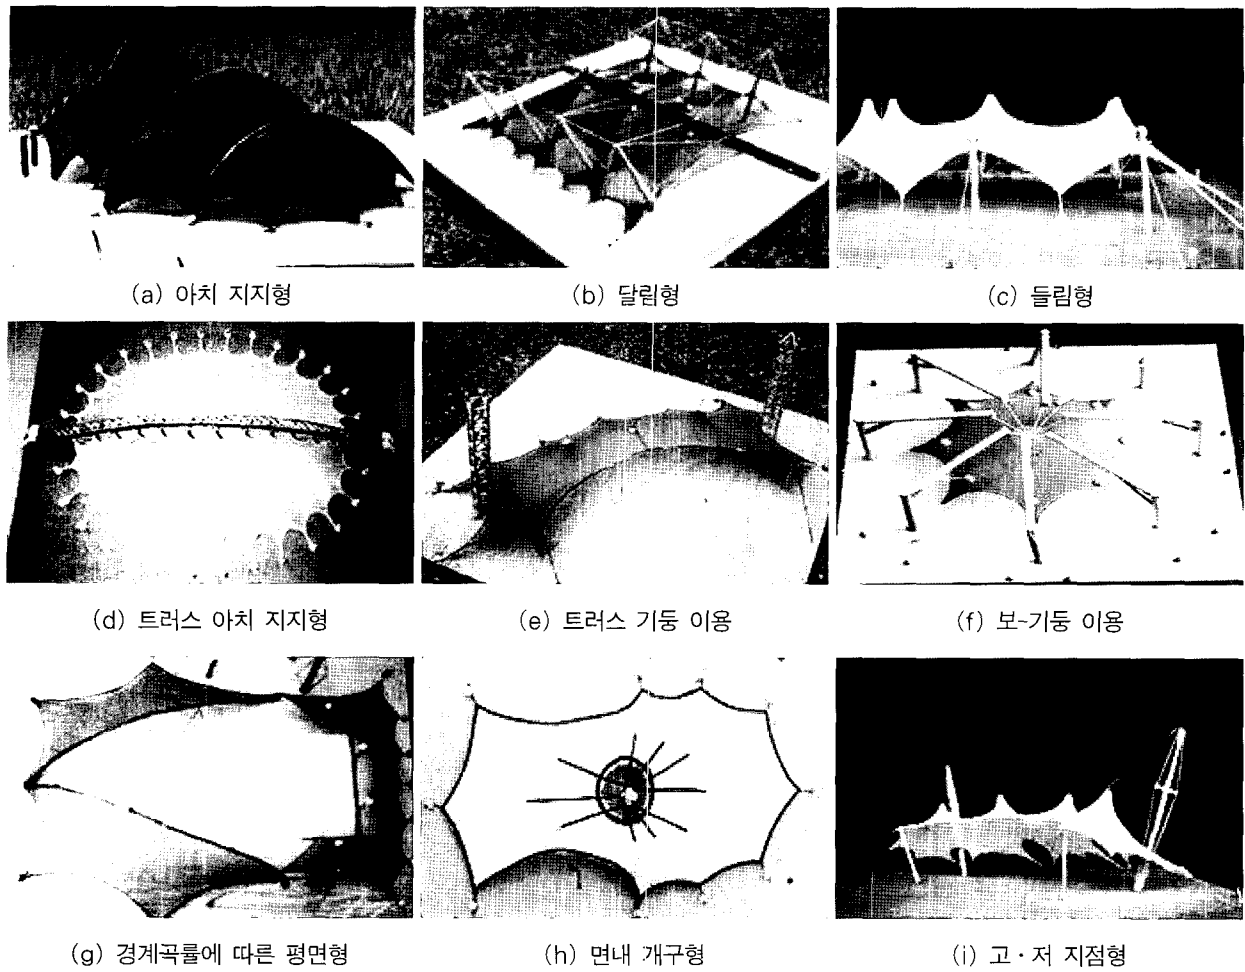 (a) 아치 지지형
(b) 달림형
(c) 들림형
(d) 트러스 아치 지지형
(e) 트러스 기둥 이용
(f) 보-기둥 이용
(g) 경계곡률에 따른 평면형
(h) 면내 개구형
(i) 고·저 지점형